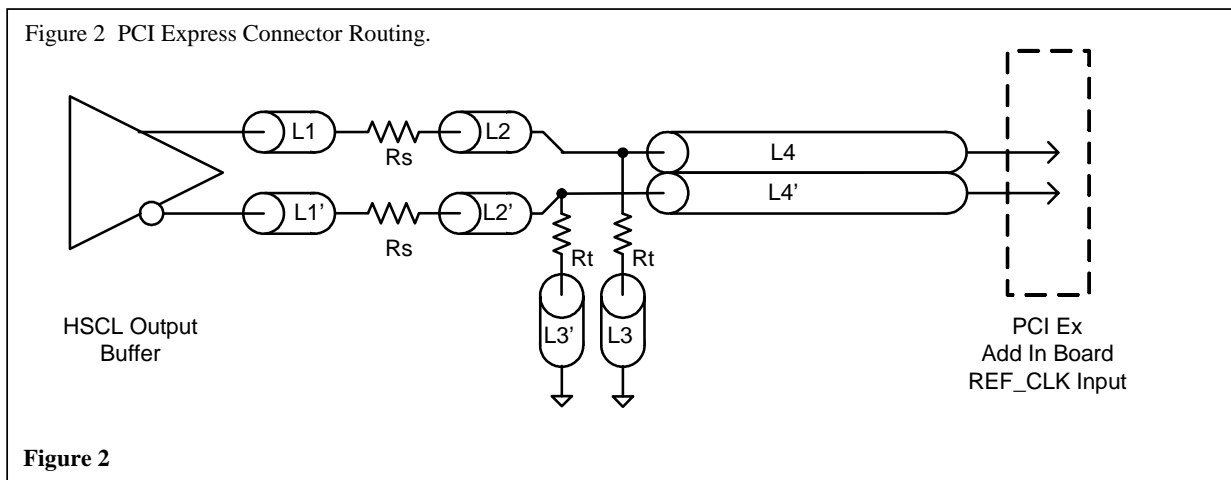 Figure 2  PCI Express Connector Routing.
L1
Rs
L2
L4
L1'
Rs
L2'
L4'
Rt
Rt
L3'
L3
HSCL Output
Buffer
PCI Ex
Add In Board
REF_CLK Input
Figure 2